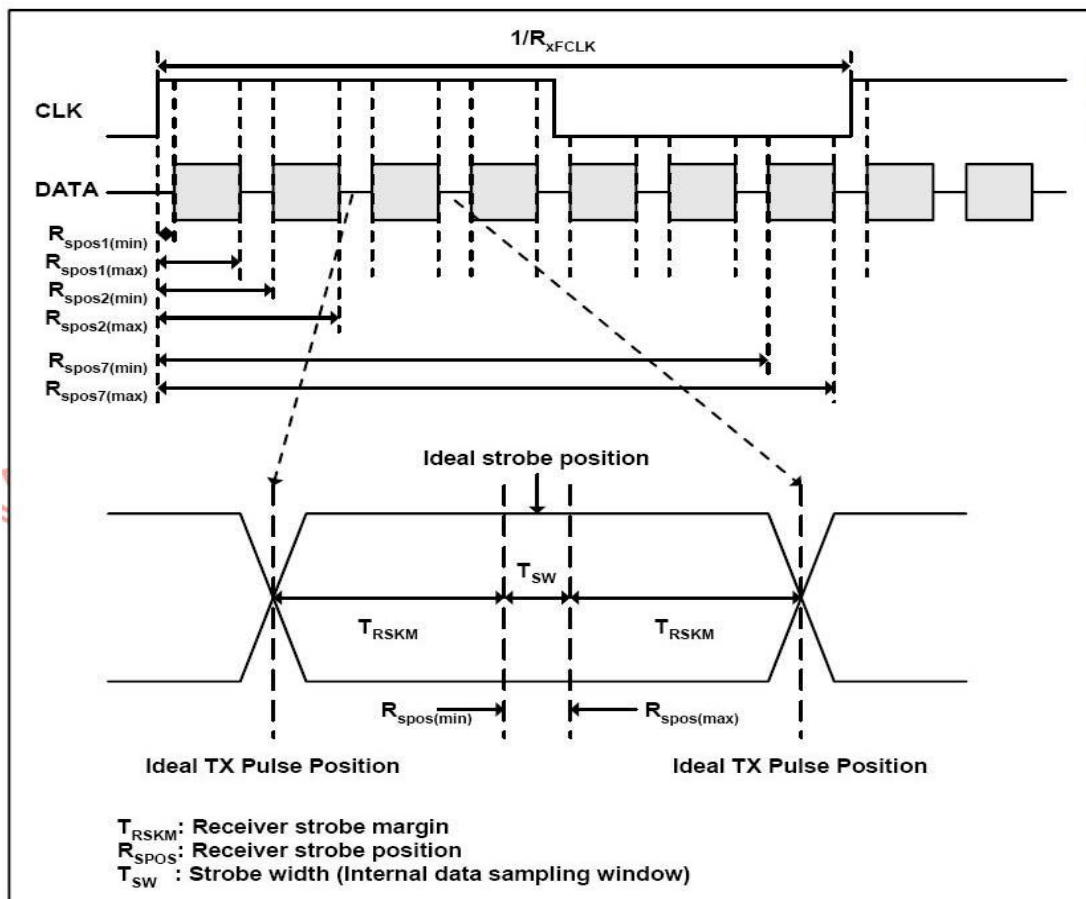 1/RxFCLK
CLK
DATA
Rspos1(min)
Rspos1(max)
Rspos2(min)
Rspos2(max)
Rspos7(min)
Rspos7(max)
Ideal strobe position
TSW
TRSKM
TRSKM
Rspos(min)
Rspos(max)
Ideal TX Pulse Position
Ideal TX Pulse Position
TRSKM: Receiver strobe margin
RSPOS: Receiver strobe position
TSW : Strobe width (Internal data sampling window)